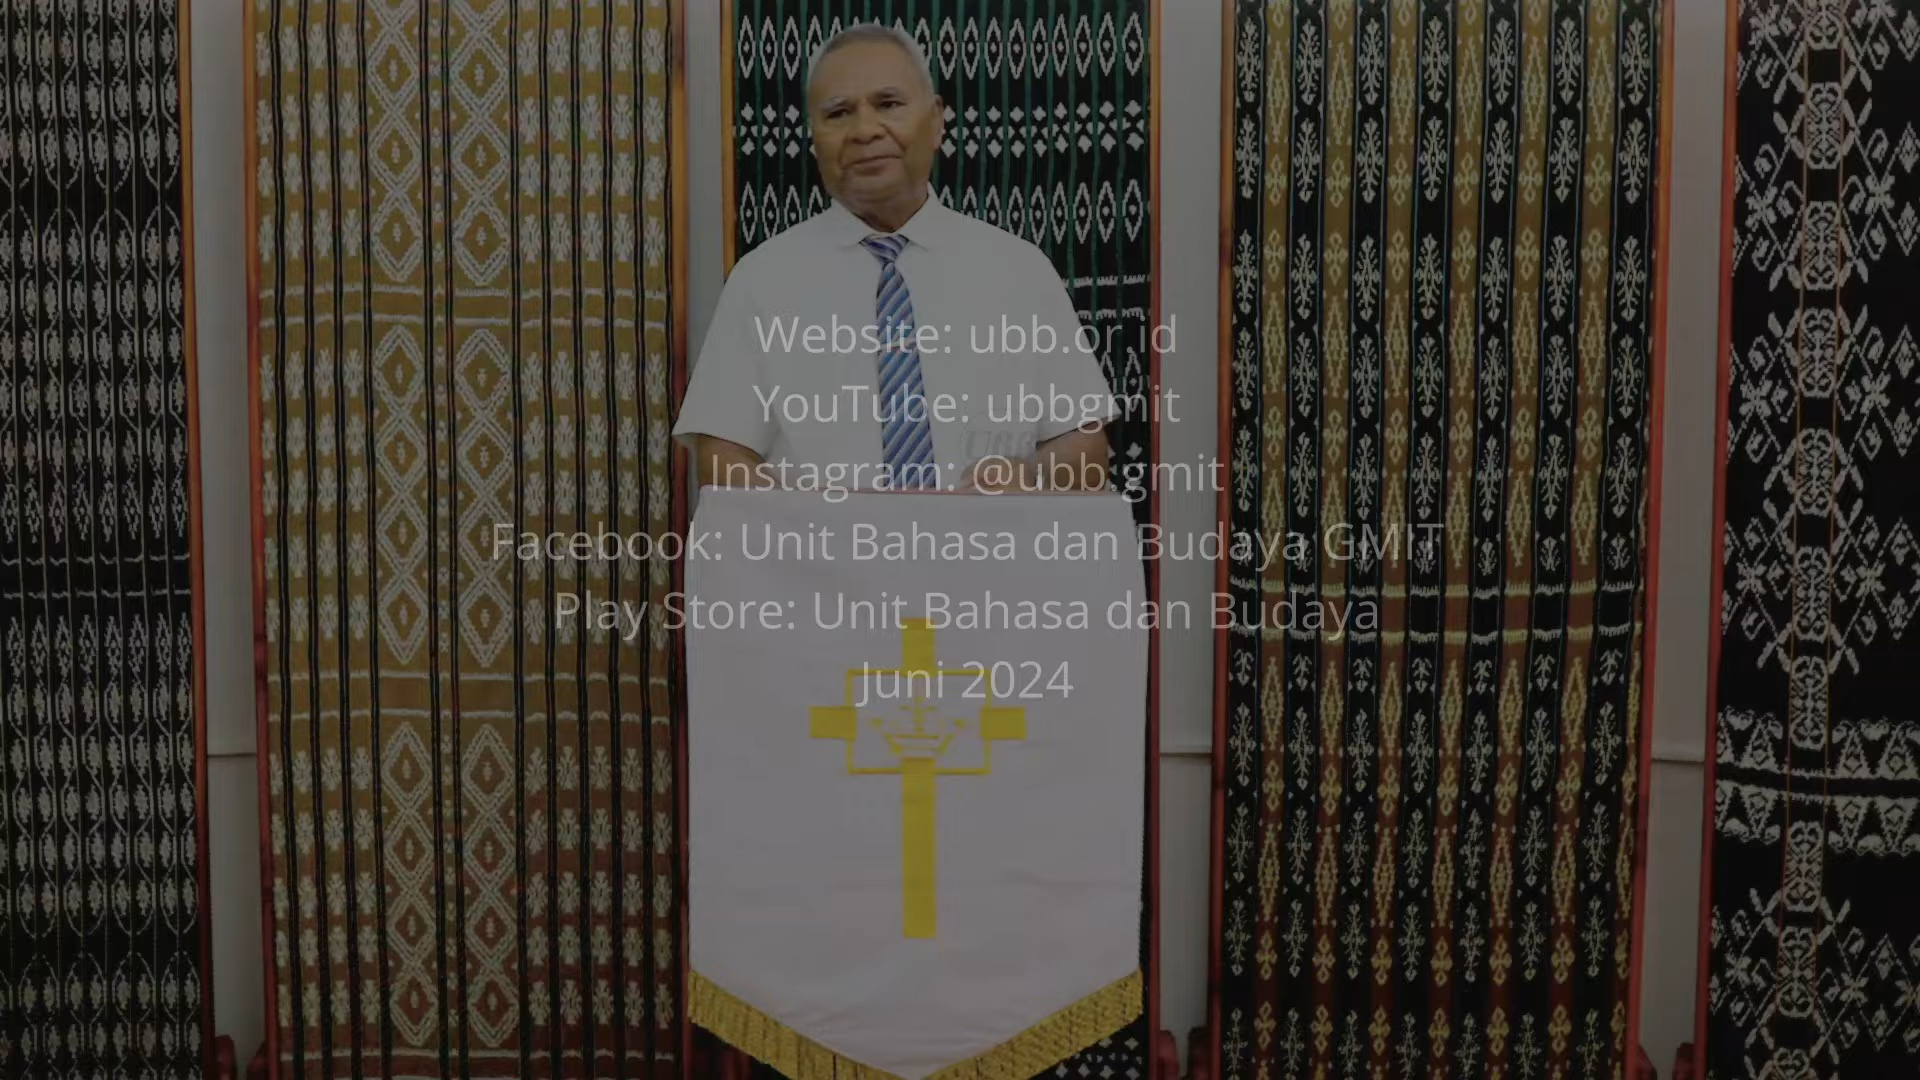 Website: ubb.or.id
YouTube: ubbgmit
Instagram: @ubb.gmit
Facebook: Unit Bahasa dan Budaya GMIT
Play Store: Unit Bahasa dan Budaya
Juni 2024
UBB